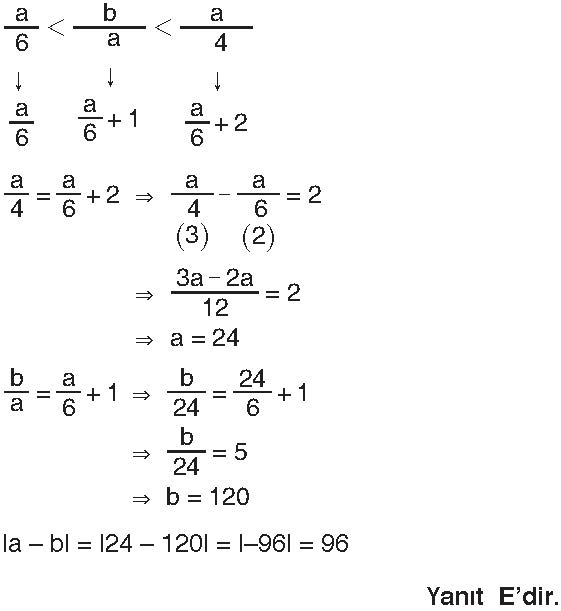 a/6 < b/a < a/4
↓ ↓ ↓
a/6 a/6 + 1 a/6 + 2
a/4 = a/6 + 2 ⇒ a/4 – a/6 = 2
(3) (2)
⇒ 3a – 2a/12 = 2
⇒ a = 24
b/a = a/6 + 1 ⇒ b/24 = 24/6 + 1
⇒ b/24 = 5
⇒ b = 120
|a – b| = |24 – 120| = |–96| = 96
Yanıt E’dir.